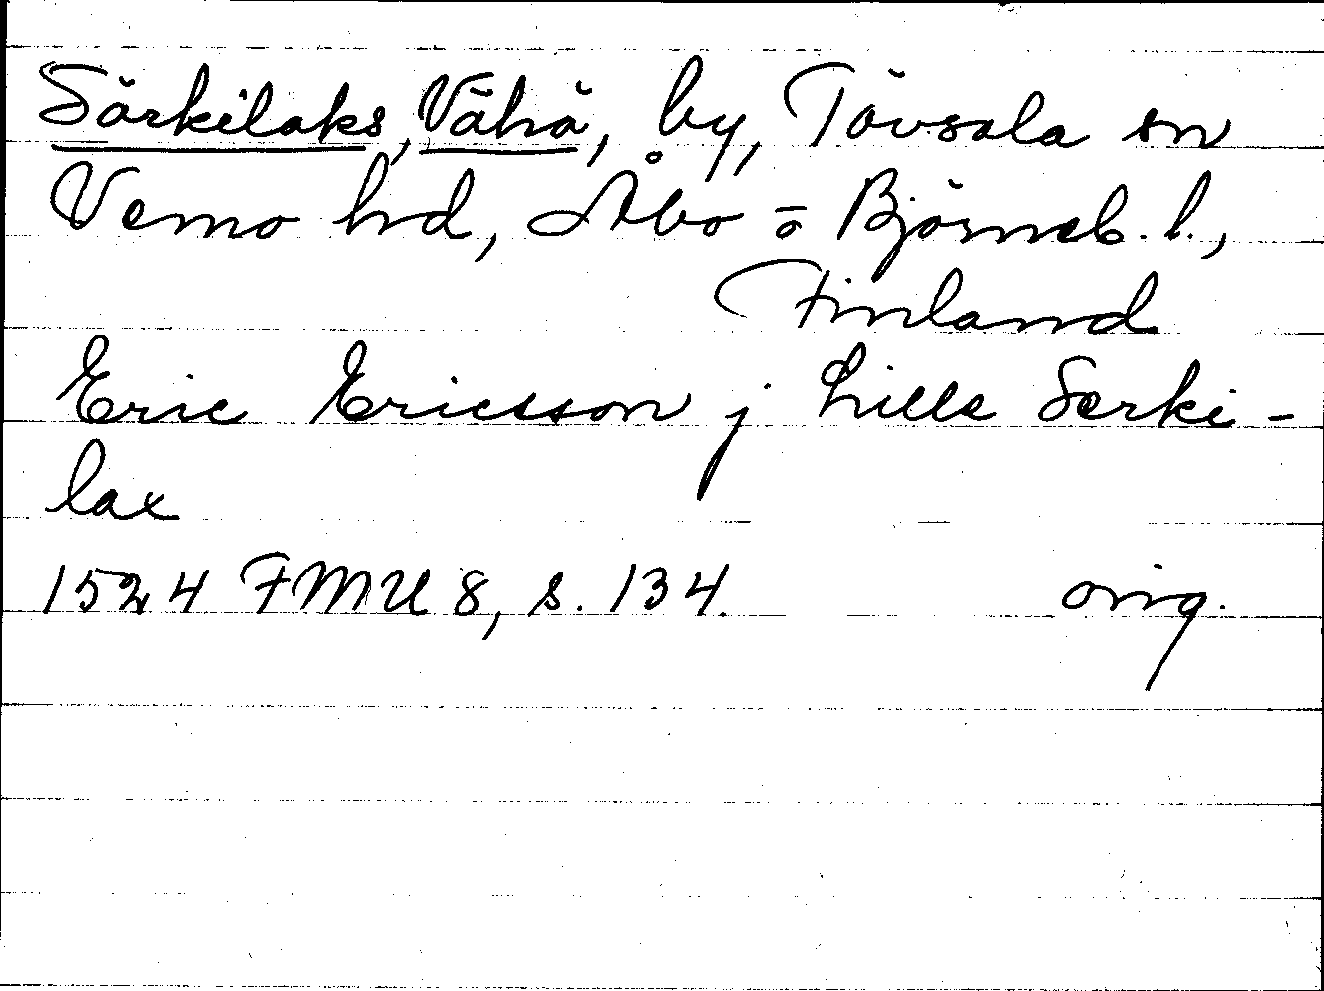 Särkilaks, Vähä, by, Tövsala sn
Vemo hd, Åbo o Björneb. l.,
Finland
Eric Ericsson j Lille Serki-
lax
1524 FMU 8, s. 134. orig.